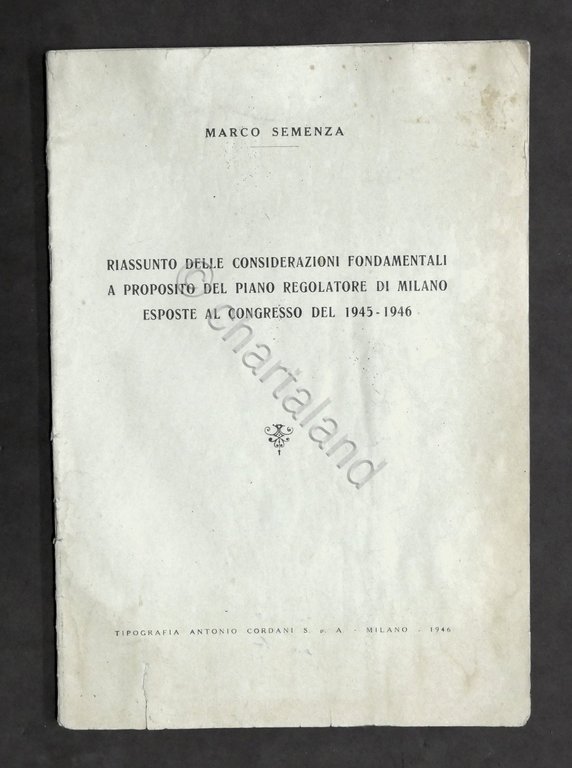 MARCO SEMENZA
RIASSUNTO DELLE CONSIDERAZIONI FONDAMENTALI
A PROPOSITO DEL PIANO REGOLATORE DI MILANO
ESPOSTE AL CONGRESSO DEL 1945-1946
© chartaland
TIPOGRAFIA ANTONIO CORDANI S. p. A - MILANO - 1946